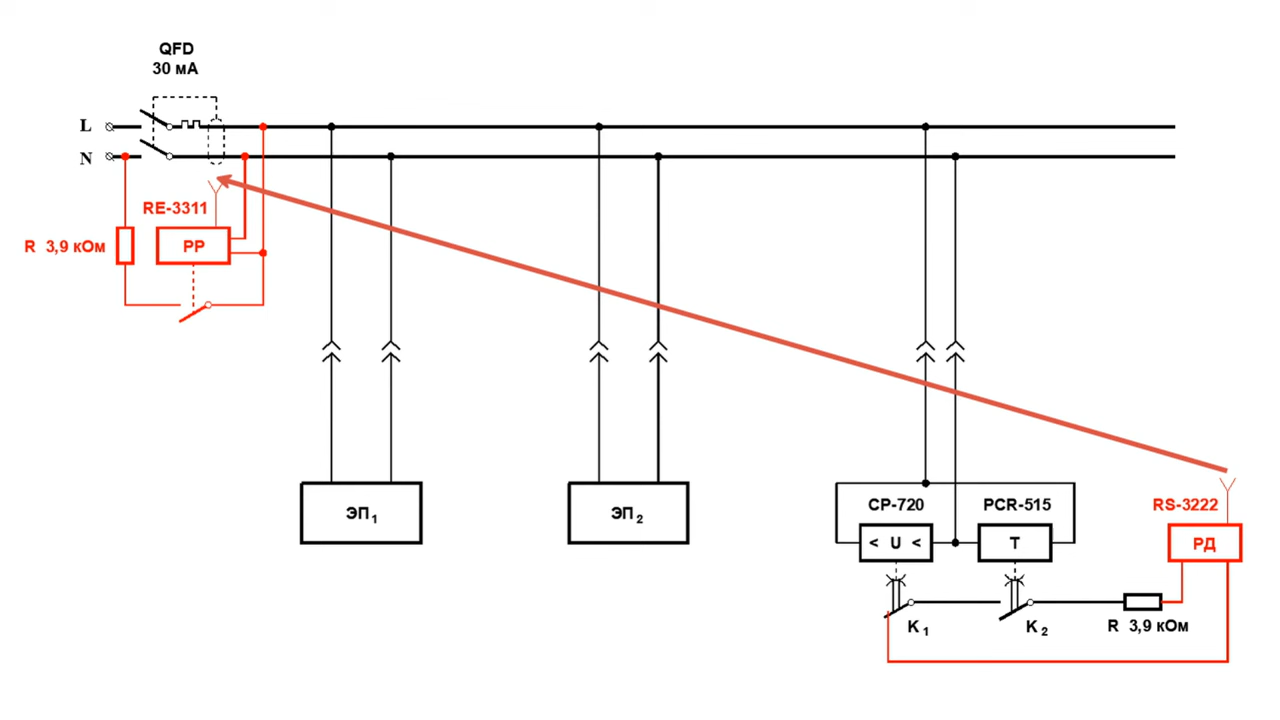 QFD
30 мА
L
N
RE-3311
R 3,9 кОм
РР
ЭП1
ЭП2
CP-720
PCR-515
RS-3222
< U <
T
РД
K1
K2
R 3,9 кОм